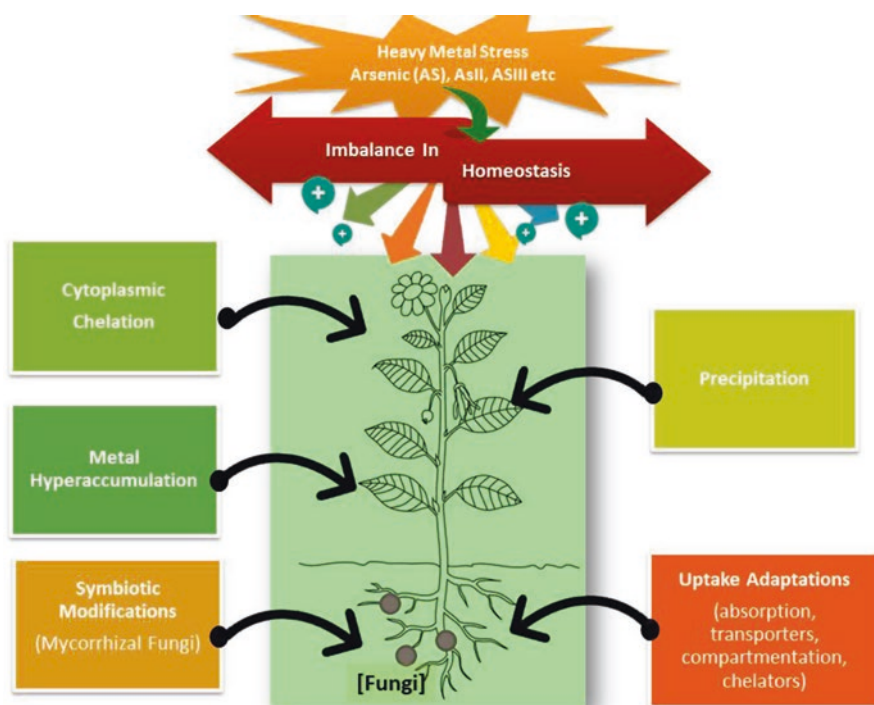 Heavy Metal Stress
Arsenic (AS), AsII, ASIII etc
Imbalance In
Homeostasis
+
+
+
+
Cytoplasmic
Chelation
Precipitation
Metal
Hyperaccumulation
Symbiotic
Modifications
(Mycorrhizal Fungi)
Uptake Adaptations
(absorption,
transporters,
compartmentation,
chelators)
[Fungi]